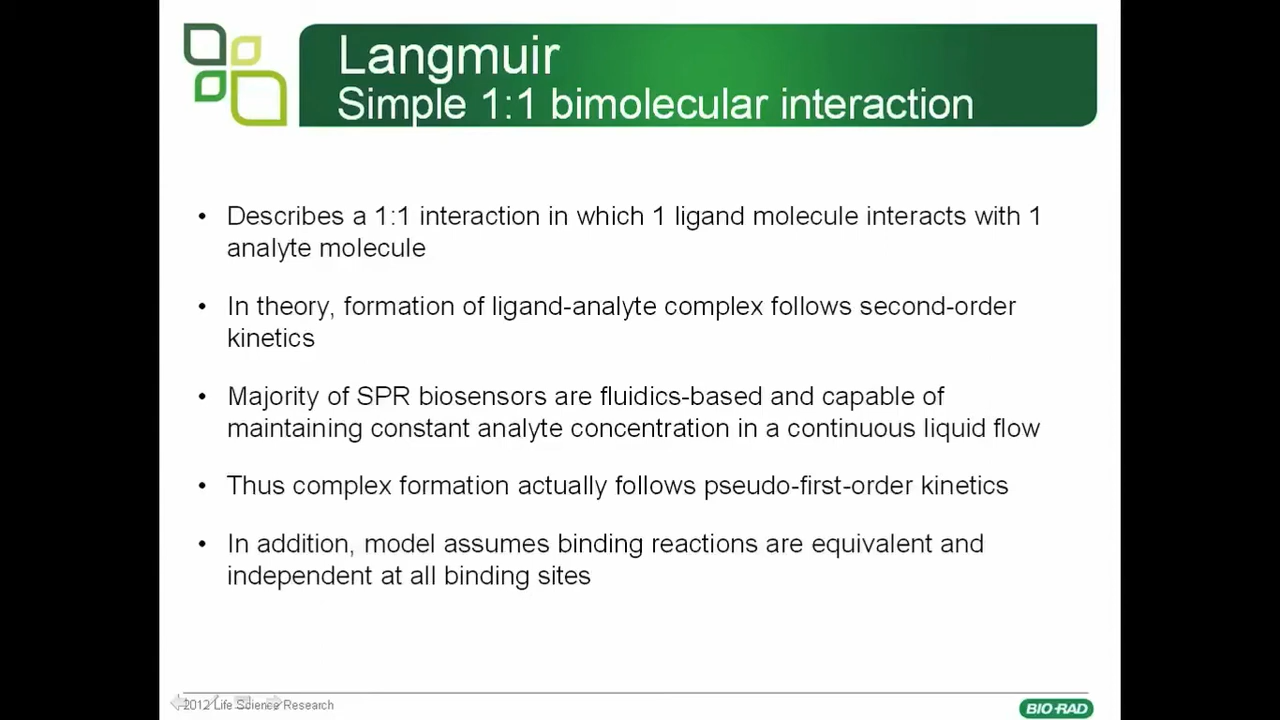 Langmuir
Simple 1:1 bimolecular interaction
• Describes a 1:1 interaction in which 1 ligand molecule interacts with 1
analyte molecule
• In theory, formation of ligand-analyte complex follows second-order
kinetics
• Majority of SPR biosensors are fluidics-based and capable of
maintaining constant analyte concentration in a continuous liquid flow
• Thus complex formation actually follows pseudo-first-order kinetics
• In addition, model assumes binding reactions are equivalent and
independent at all binding sites
2012 Life Science Research
BIO-RAD